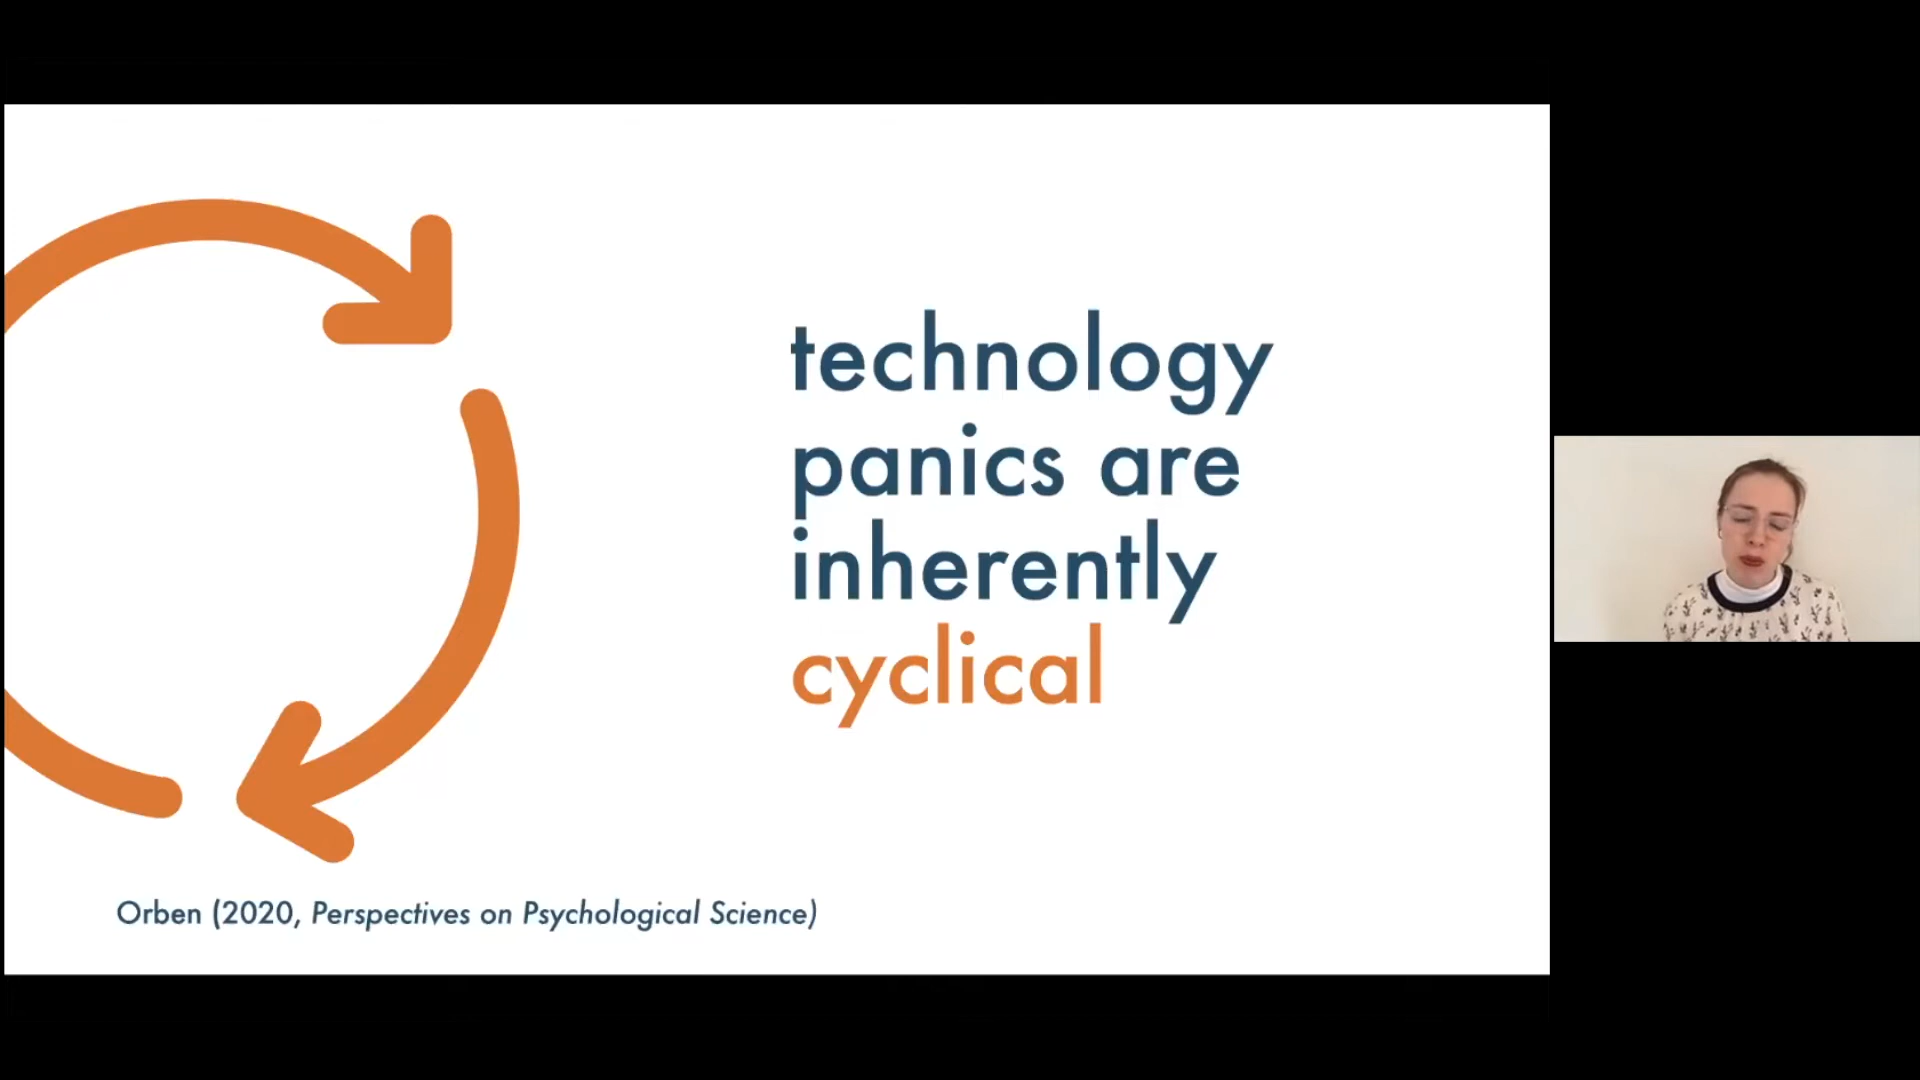 technology
panics are
inherently
cyclical
Orben (2020, Perspectives on Psychological Science)